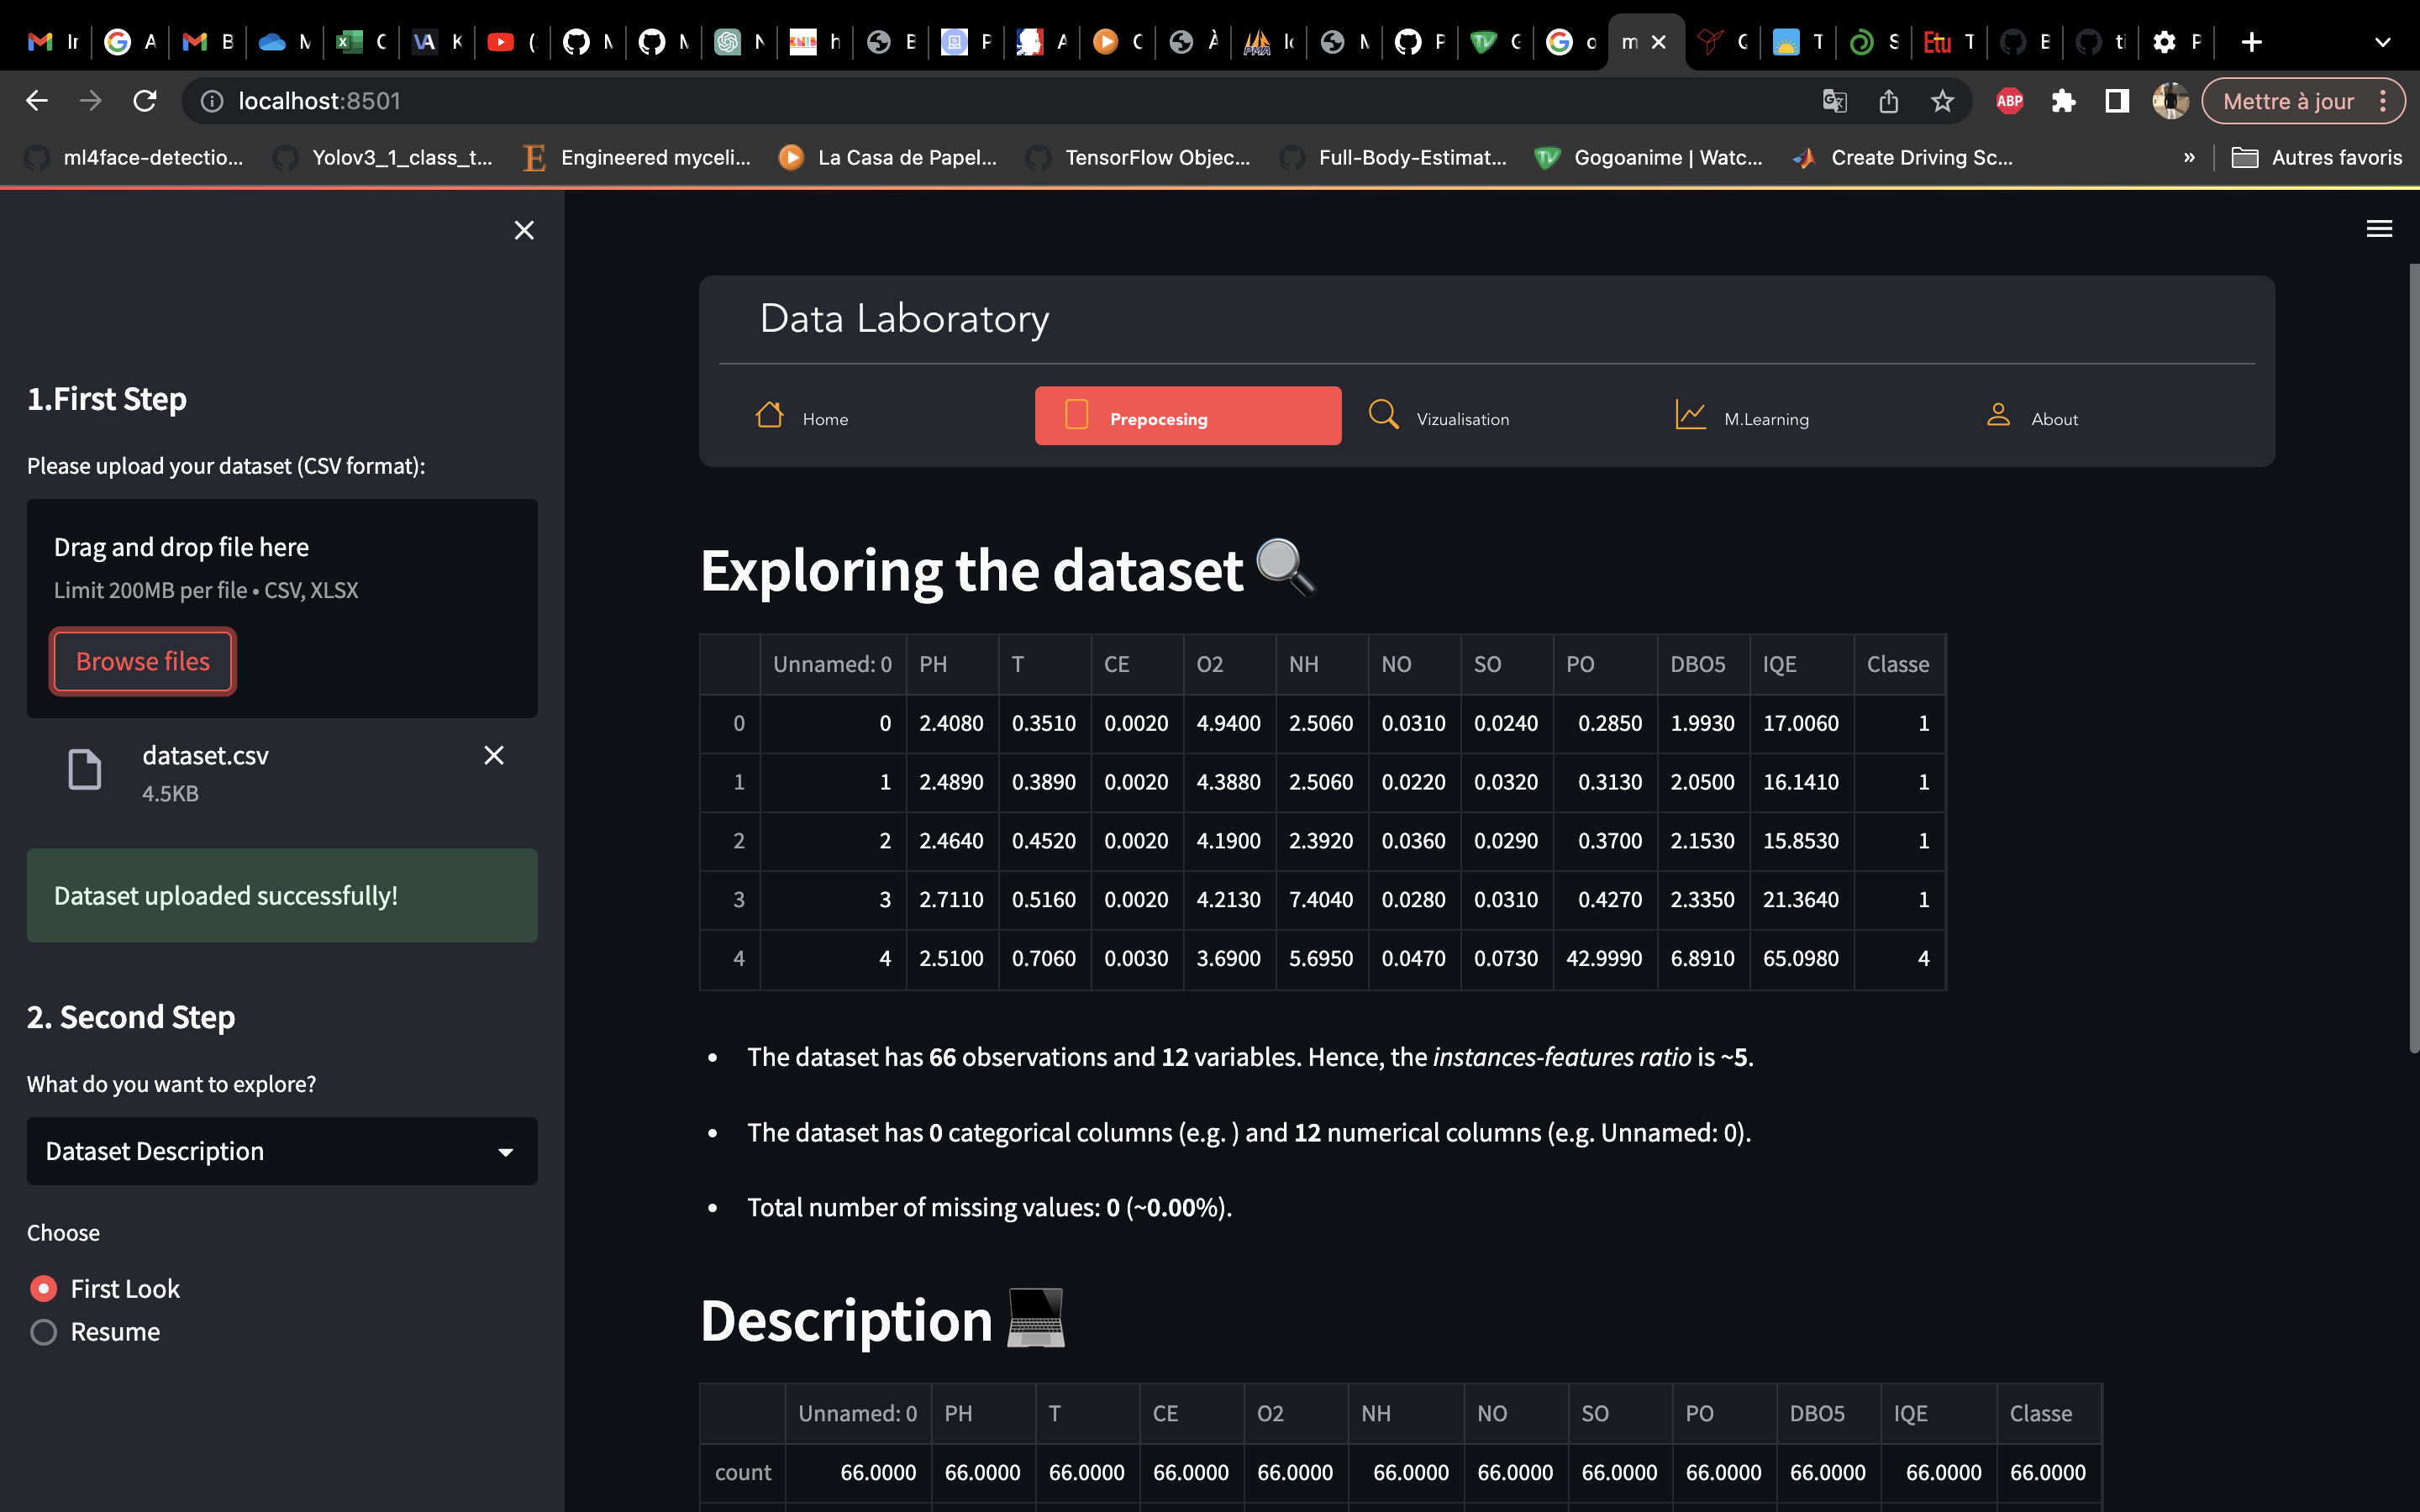 localhost:8501
Mettre à jour
ml4face-detectio... Yolov3_1_class_t... Engineered myceli... La Casa de Papel... TensorFlow Objec... Full-Body-Estimat... Gogoanime | Watc... Create Driving Sc... » Autres favoris
1.First Step
Please upload your dataset (CSV format):
Drag and drop file here
Limit 200MB per file • CSV, XLSX
Browse files
dataset.csv
4.5KB
Dataset uploaded successfully!
2. Second Step
What do you want to explore?
Dataset Description
Choose
First Look
Resume
Data Laboratory
Home Prepocesing Vizualisation M.Learning About
Exploring the dataset
Unnamed: 0 PH T CE O2 NH NO SO PO DBO5 IQE Classe
0 0 2.4080 0.3510 0.0020 4.9400 2.5060 0.0310 0.0240 0.2850 1.9930 17.0060 1
1 1 2.4890 0.3890 0.0020 4.3880 2.5060 0.0220 0.0320 0.3130 2.0500 16.1410 1
2 2 2.4640 0.4520 0.0020 4.1900 2.3920 0.0360 0.0290 0.3700 2.1530 15.8530 1
3 3 2.7110 0.5160 0.0020 4.2130 7.4040 0.0280 0.0310 0.4270 2.3350 21.3640 1
4 4 2.5100 0.7060 0.0030 3.6900 5.6950 0.0470 0.0730 42.9990 6.8910 65.0980 4
• The dataset has 66 observations and 12 variables. Hence, the instances-features ratio is ~5.
• The dataset has 0 categorical columns (e.g. ) and 12 numerical columns (e.g. Unnamed: 0).
• Total number of missing values: 0 (~0.00%).
Description
Unnamed: 0 PH T CE O2 NH NO SO PO DBO5 IQE Classe
count 66.0000 66.0000 66.0000 66.0000 66.0000 66.0000 66.0000 66.0000 66.0000 66.0000 66.0000 66.0000